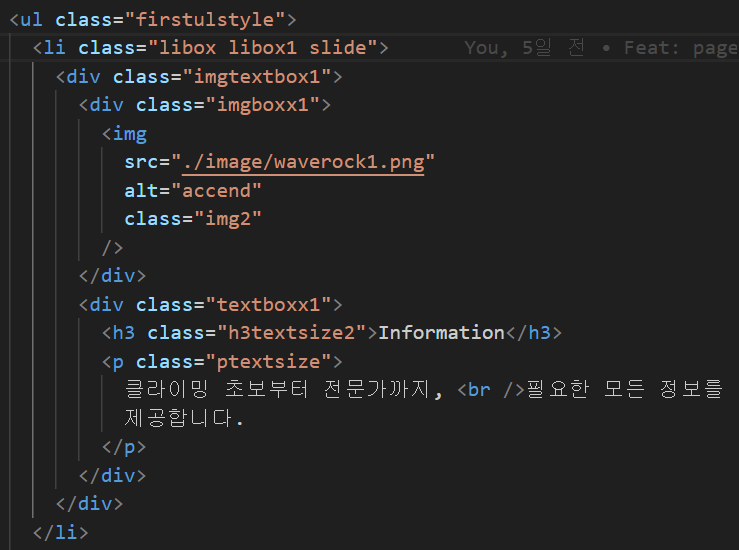 <ul class="firstulstyle">
<li class="libox libox1 slide"> You, 5일 전 • Feat: page
<div class="imgtextbox1">
<div class="imgboxx1">
<img
src="./image/waverock1.png"
alt="accend"
class="img2"
/>
</div>
<div class="textboxx1">
<h3 class="h3textsize2">Information</h3>
<p class="ptextsize">
클라이밍 초보부터 전문가까지, <br />필요한 모든 정보를
제공합니다.
</p>
</div>
</div>
</li>